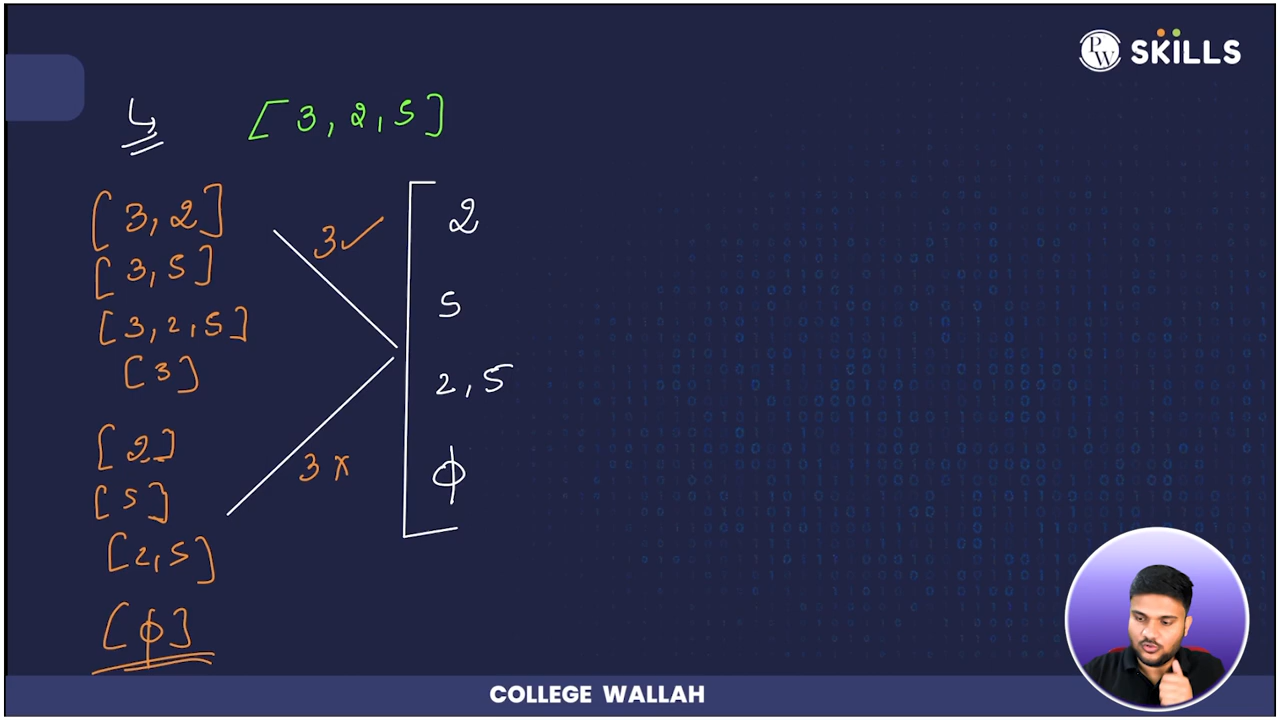 PW SKILLS
[3, 2, 5]
[3, 2]
[3, 5]
[3, 2, 5]
[3]
[2]
[5]
[2, 5]
[ϕ]
3 ✓
3 x
2
5
2, 5
ϕ
COLLEGE WALLAH